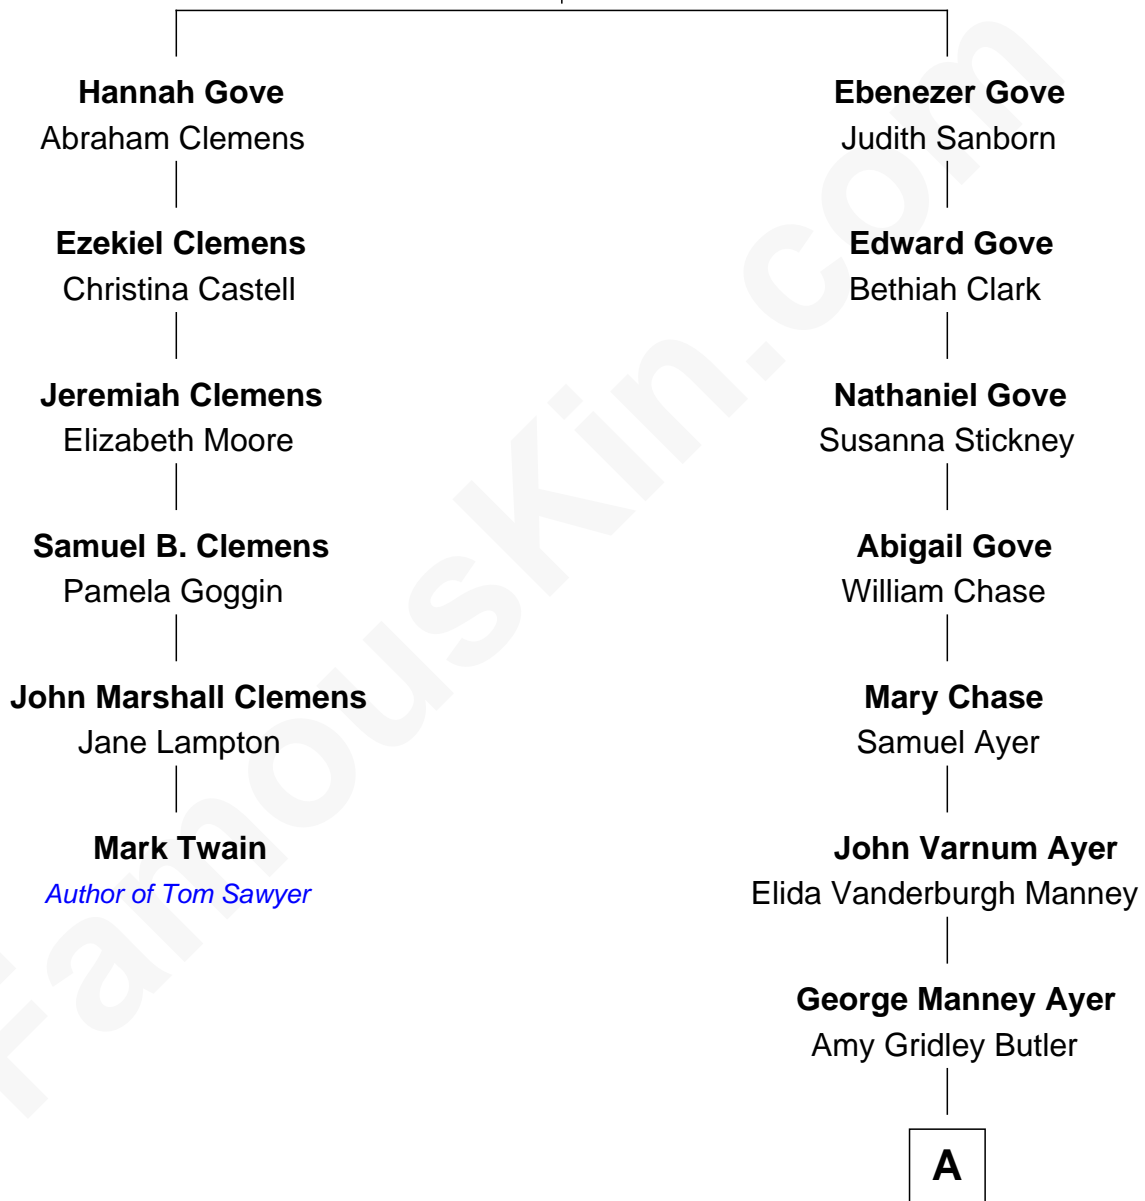 Hannah Gove
Abraham Clemens
Ebenezer Gove
Judith Sanborn
Ezekiel Clemens
Christina Castell
Edward Gove
Bethiah Clark
Jeremiah Clemens
Elizabeth Moore
Nathaniel Gove
Susanna Stickney
Samuel B. Clemens
Pamela Goggin
Abigail Gove
William Chase
John Marshall Clemens
Jane Lampton
Mary Chase
Samuel Ayer
Mark Twain
Author of Tom Sawyer
John Varnum Ayer
Elida Vanderburgh Manney
George Manney Ayer
Amy Gridley Butler
A
FamousKin.com